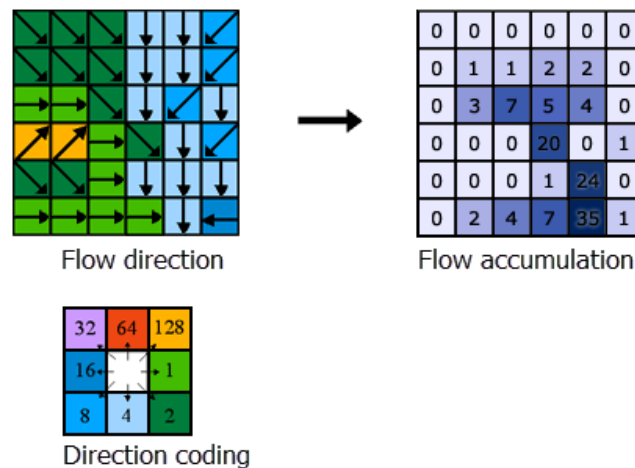 0 0 0 0 0 0
0 1 1 2 2 0
0 3 7 5 4 0
0 0 0 20 0 1
0 0 0 1 24 0
0 2 4 7 35 1
Flow direction
Flow accumulation
32 64 128
16 1
8 4 2
Direction coding